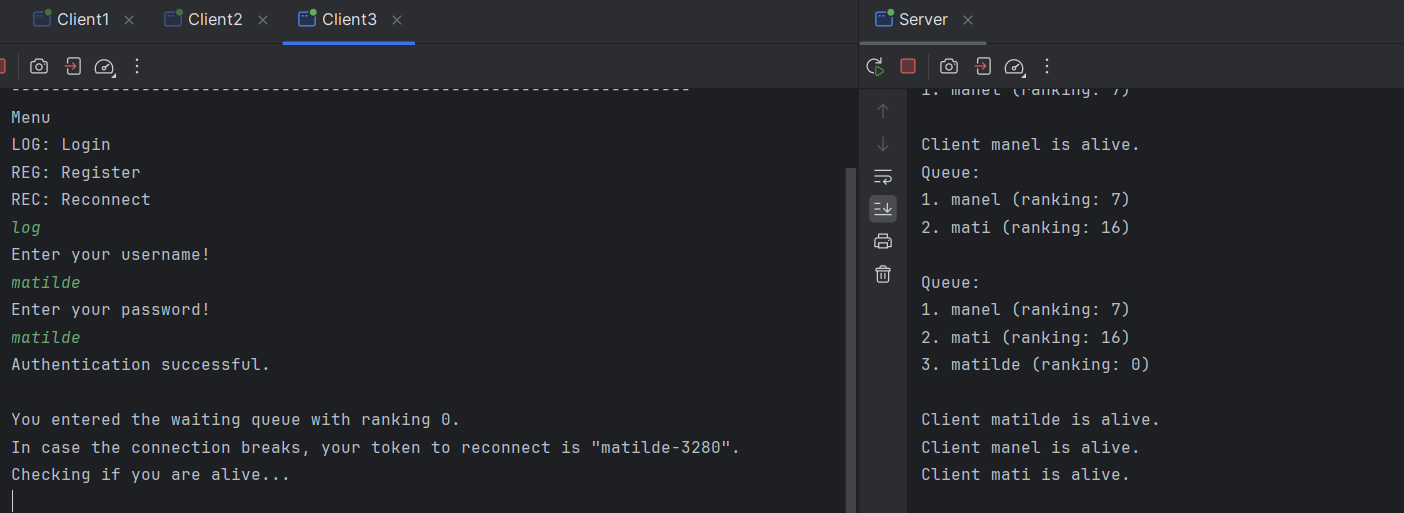 Client1
Client2
Client3
Server
--------------------------------------------------------------------
Menu
LOG: Login
REG: Register
REC: Reconnect
log
Enter your username!
matilde
Enter your password!
matilde
Authentication successful.
You entered the waiting queue with ranking 0.
In case the connection breaks, your token to reconnect is "matilde-3280".
Checking if you are alive...
1. manel (ranking: 7)
Client manel is alive.
Queue:
1. manel (ranking: 7)
2. mati (ranking: 16)
Queue:
1. manel (ranking: 7)
2. mati (ranking: 16)
3. matilde (ranking: 0)
Client matilde is alive.
Client manel is alive.
Client mati is alive.